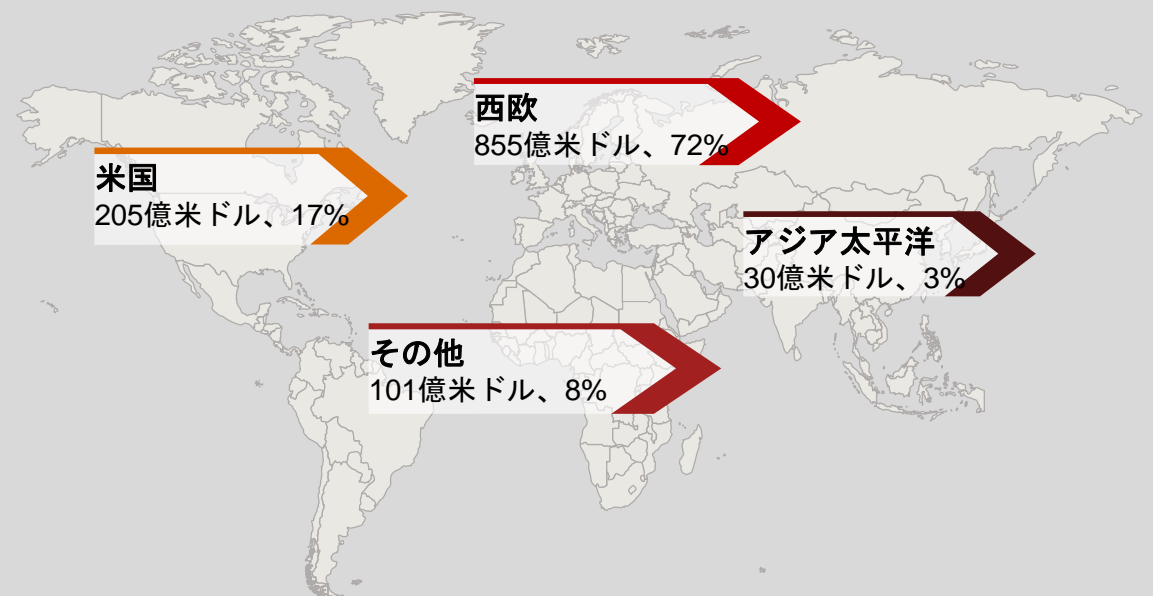 西欧
855億米ドル、72%
米国
205億米ドル、17%
アジア太平洋
30億米ドル、3%
その他
101億米ドル、8%